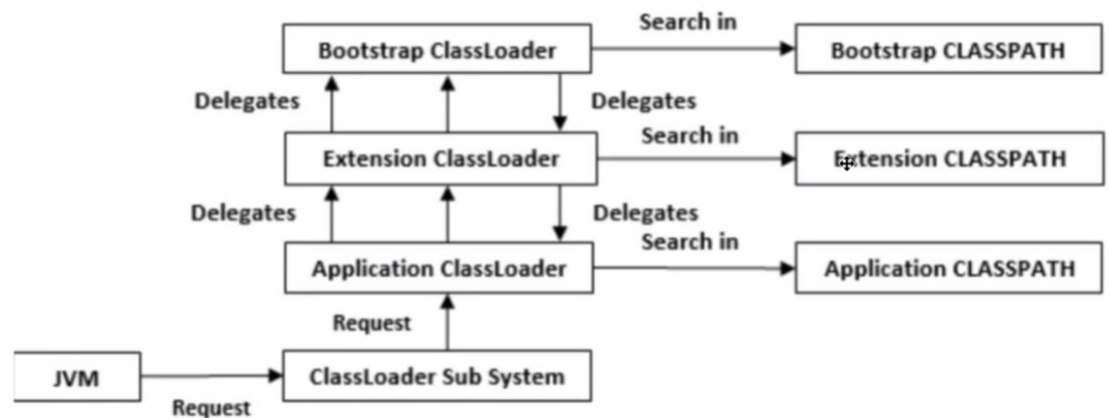 Search in
Bootstrap ClassLoader
Bootstrap CLASSPATH
Delegates
Delegates
Search in
Extension ClassLoader
Extension CLASSPATH
Delegates
Delegates
Search in
Application ClassLoader
Application CLASSPATH
Request
JVM
ClassLoader Sub System
Request